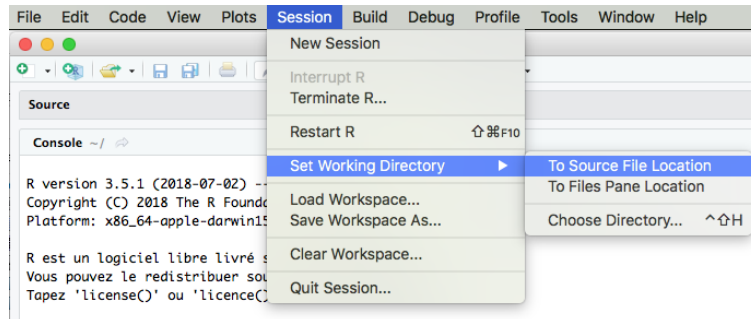 File Edit Code View Plots Session Build Debug Profile Tools Window Help
New Session
Interrupt R
Terminate R...
Restart R ⇧⌘F10
Set Working Directory
To Source File Location
To Files Pane Location
Choose Directory... ^⇧H
Load Workspace...
Save Workspace As...
Clear Workspace...
Quit Session...
Source
Console ~/
R version 3.5.1 (2018-07-02) --
Copyright (C) 2018 The R Founda
Platform: x86_64-apple-darwin15
R est un logiciel libre livré s
Vous pouvez le redistribuer sou
Tapez 'license()' ou 'licence()